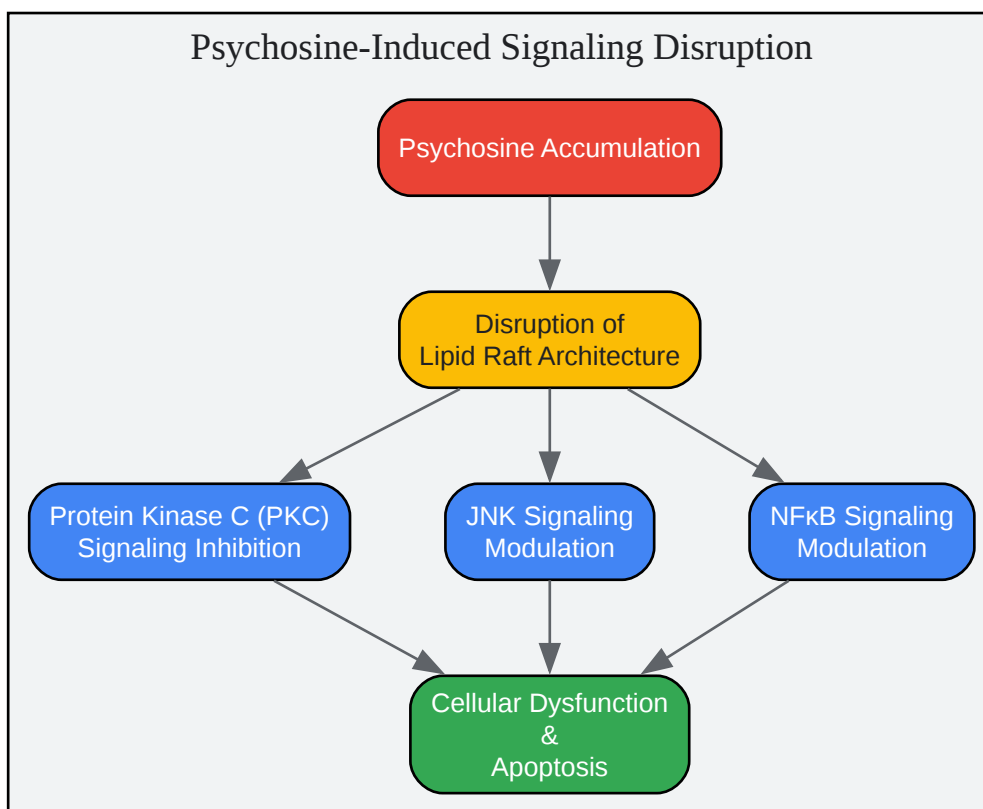 Psychosine-Induced Signaling Disruption
Psychosine Accumulation
Disruption of
Lipid Raft Architecture
Protein Kinase C (PKC)
Signaling Inhibition
JNK Signaling
Modulation
NFκB Signaling
Modulation
Cellular Dysfunction
&
Apoptosis